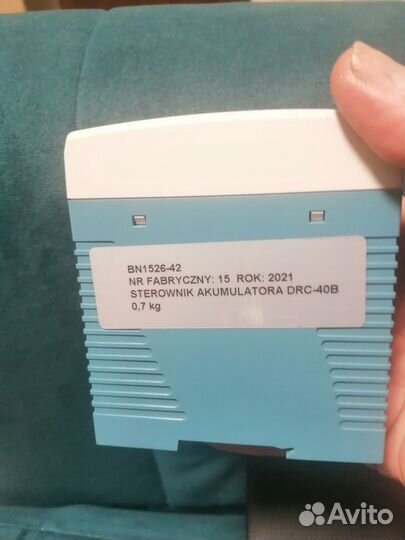 BN1526-42
NR FABRYCZNY: 15 ROK: 2021
STEROWNIK AKUMULATORA DRC-40B
0,7 kg
Avito